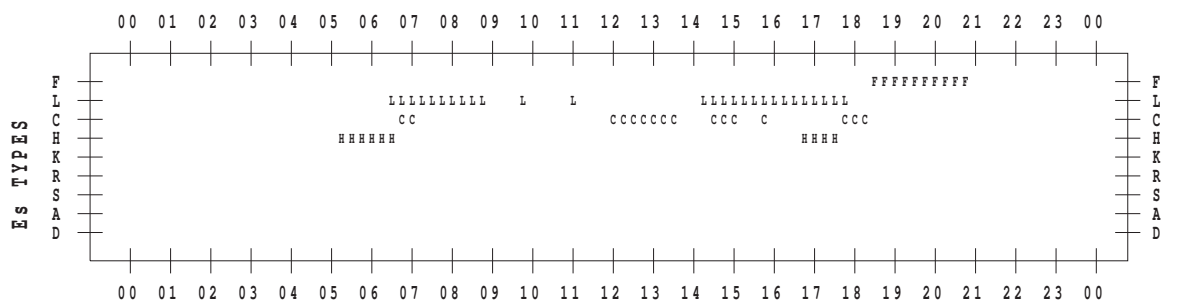 00 01 02 03 04 05 06 07 08 09 10 11 12 13 14 15 16 17 18 19 20 21 22 23 00
F FFFFFFFFFF F
L LLLLLLLLLL L L LLLLLLLLLLLLLLL L
C CC CCCCCCC CCC C CCC C
H HHHHHH HHHH H
K K
R R
S S
A A
D D
Es TYPES
00 01 02 03 04 05 06 07 08 09 10 11 12 13 14 15 16 17 18 19 20 21 22 23 00